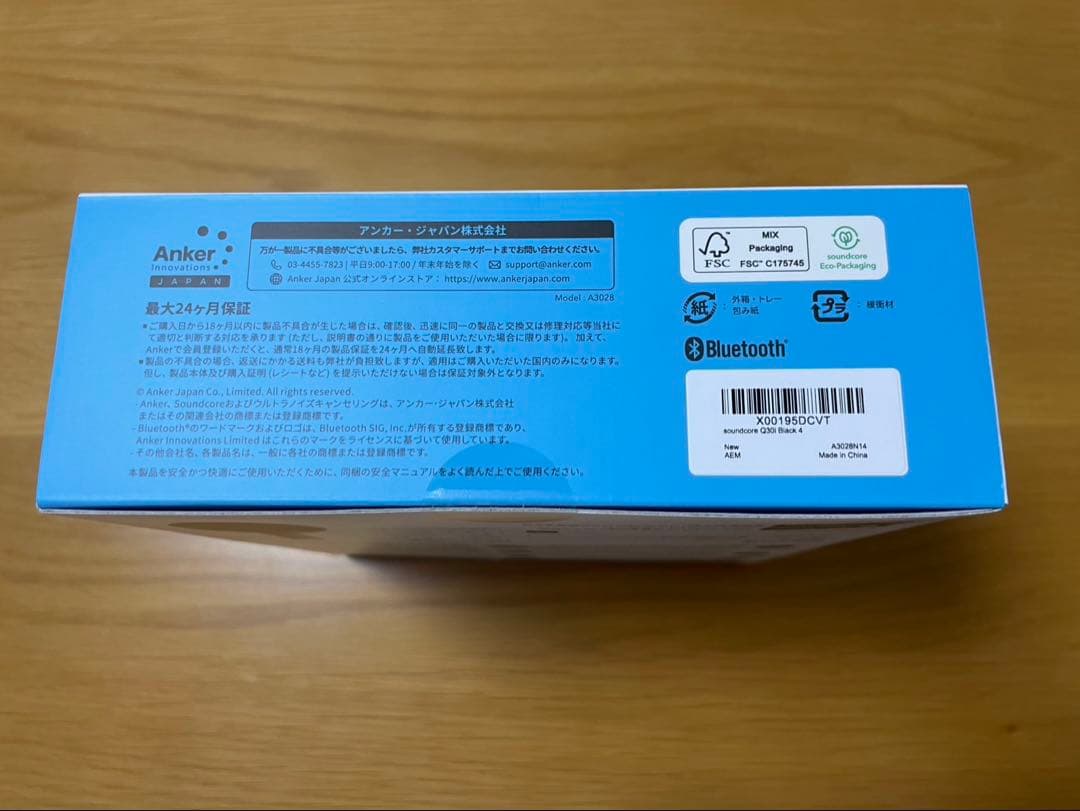 Anker
Innovations
JAPAN
アンカー・ジャパン株式会社
万が一製品に不具合等がございましたら、弊社カスタマーサポートまでお問い合わせください。
03-4455-7823 | 平日9:00-17:00 / 年末年始を除く support@anker.com
Anker Japan 公式オンラインストア : https://www.ankerjapan.com
Model : A3028
最大24ヶ月保証
■ご購入日から18ヶ月以内に製品不具合が生じた場合は、確認後、迅速に同一の製品と交換又は修理対応等当社に
て適切と判断する対応を承ります (ただし、説明書の通りに製品をご使用いただいた場合に限ります)。 加えて、
Ankerで会員登録いただくと、通常18ヶ月の製品保証を24ヶ月へ自動延長致します。
■製品の不具合の場合、返送にかかる送料も弊社が負担致しますが、適用はご購入いただいた国内のみになります。
但し、製品本体及び購入証明 (レシートなど) を提示いただけない場合は保証対象外となります。
© Anker Japan Co., Limited. All rights reserved.
- Anker、Soundcoreおよびウルトラノイズキャンセリングは、アンカー・ジャパン株式会社
またはその関連会社の商標または登録商標です。
- Bluetooth®のワードマークおよびロゴは、Bluetooth SIG, Inc.が所有する登録商標であり、
Anker Innovations Limited はこれらのマークをライセンスに基づいて使用しています。
- その他会社名、各製品名は、一般に各社の商標または登録商標です。
本製品を安全かつ快適にご使用いただくために、同梱の安全マニュアルをよく読んだ上でご使用ください。
FSC
MIX
Packaging
FSC™ C175745
soundcore
Eco-Packaging
紙 : 外箱・トレー
包み紙
プラ : 緩衝材
Bluetooth®
X00195DCVT
soundcore Q30i Black 4
New A3028N14
AEM Made in China